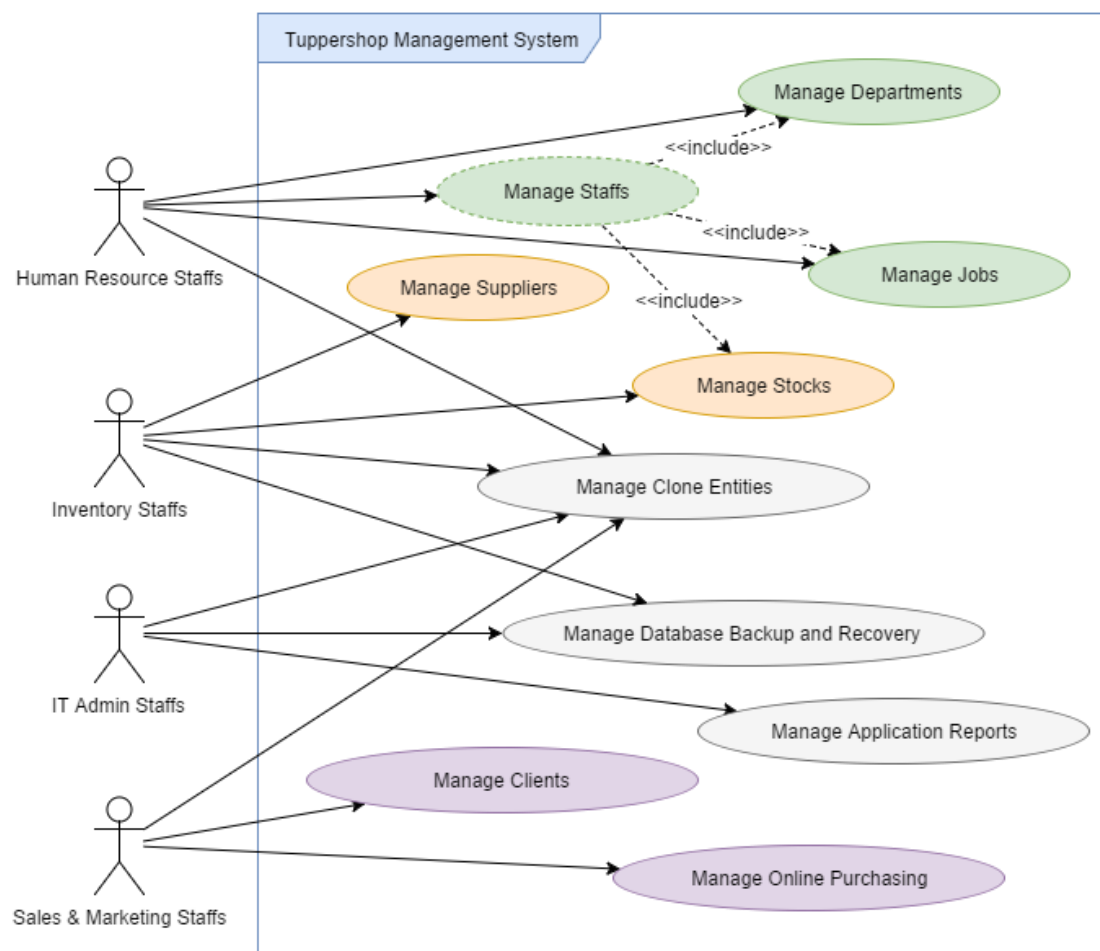 Tuppershop Management System
Manage Departments
<<include>>
Manage Staffs
<<include>>
Human Resource Staffs
Manage Jobs
Manage Suppliers
<<include>>
Manage Stocks
Manage Clone Entities
Inventory Staffs
Manage Database Backup and Recovery
IT Admin Staffs
Manage Application Reports
Manage Clients
Manage Online Purchasing
Sales & Marketing Staffs